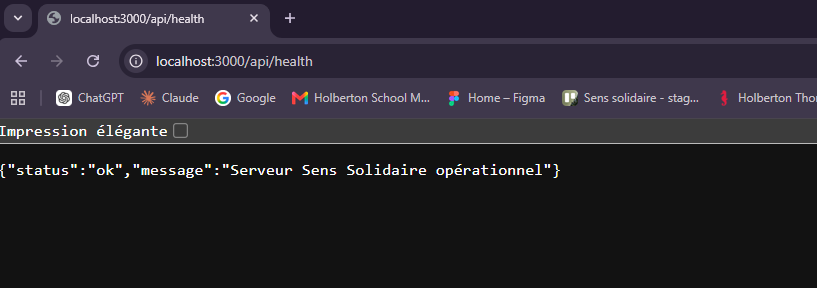 localhost:3000/api/health
localhost:3000/api/health
ChatGPT Claude Google Holberton School M... Home – Figma Sens solidaire - stag... Holberton Tho
Impression élégante
{"status":"ok","message":"Serveur Sens Solidaire opérationnel"}